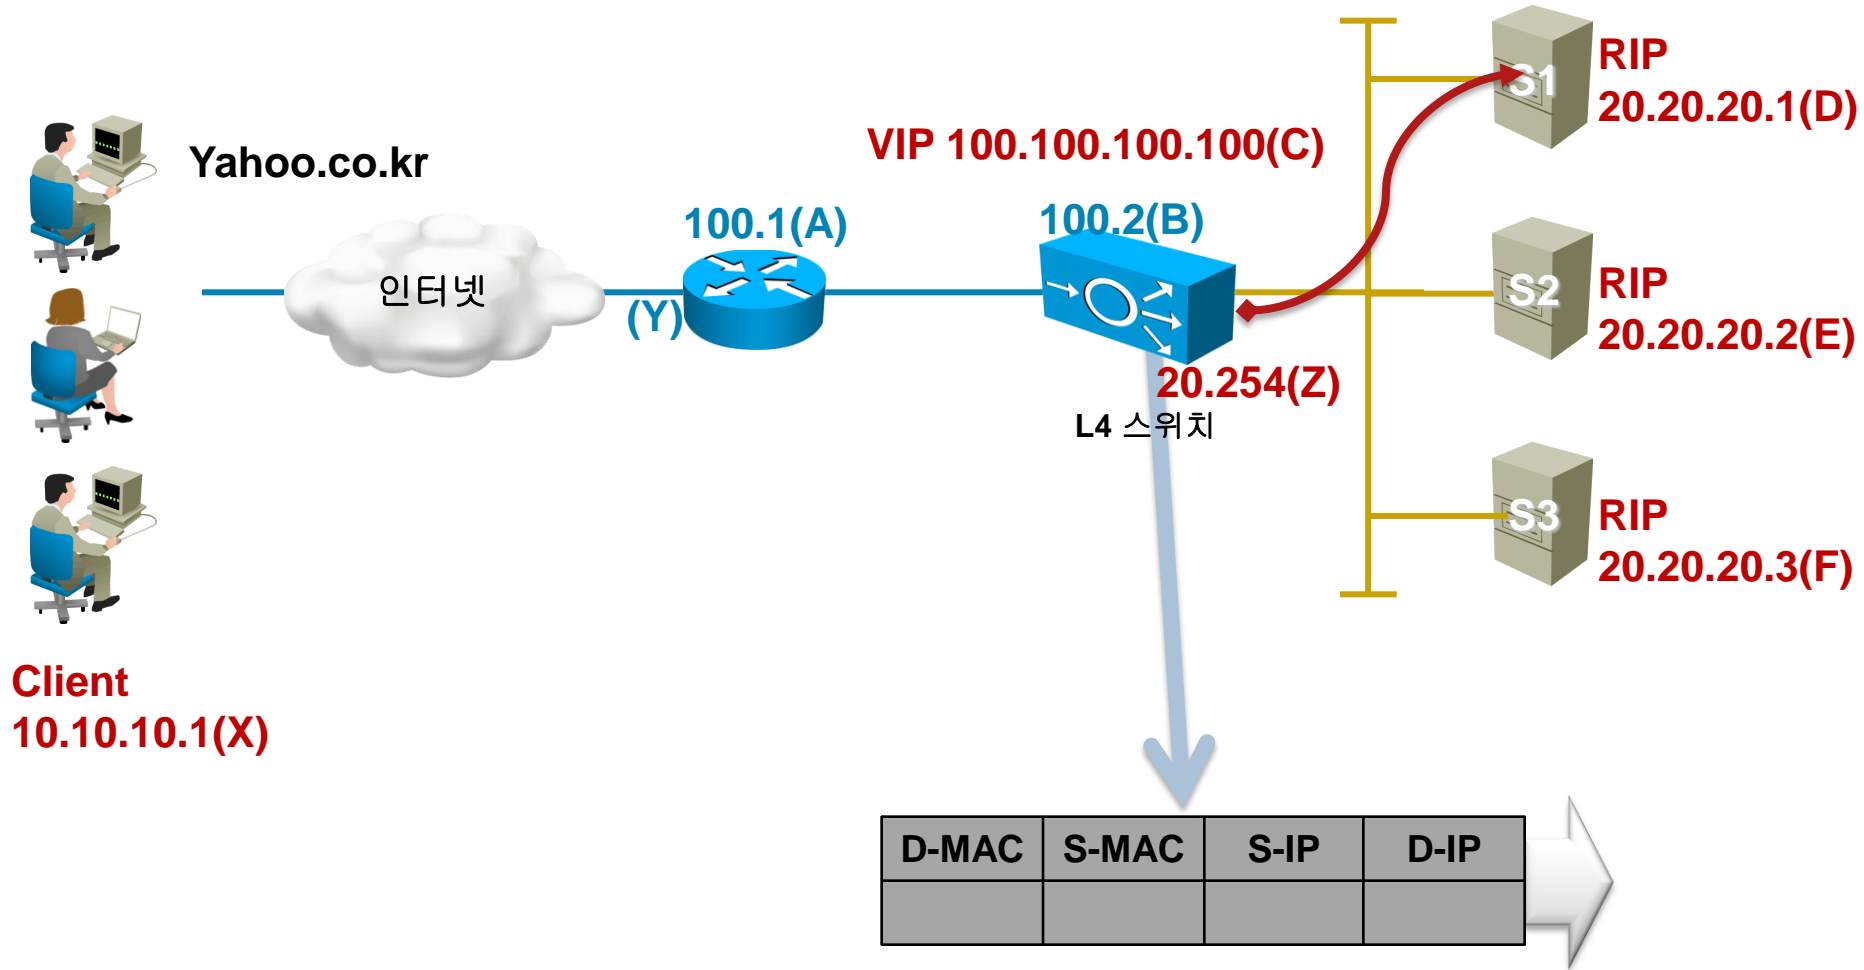 Yahoo.co.kr
인터넷
(Y)
100.1(A)
VIP 100.100.100.100(C)
100.2(B)
20.254(Z)
L4 스위치
S1
RIP
20.20.20.1(D)
S2
RIP
20.20.20.2(E)
S3
RIP
20.20.20.3(F)
Client
10.10.10.1(X)
D-MAC S-MAC S-IP D-IP